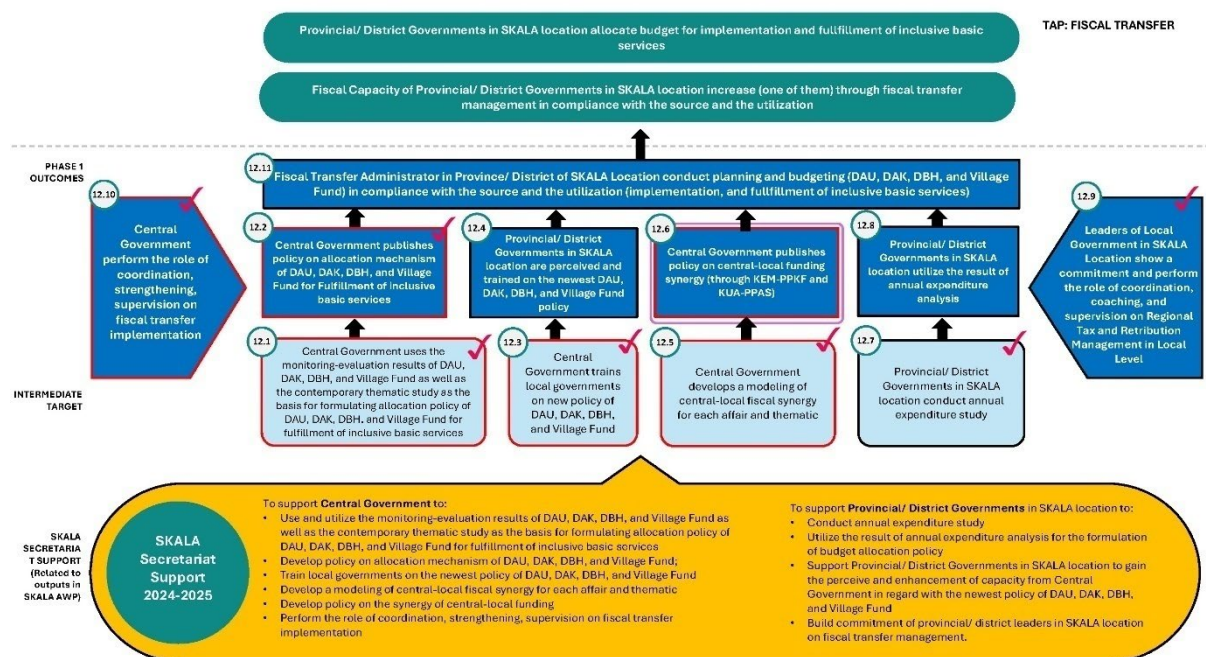 TAP: FISCAL TRANSFER
Provincial/ District Governments in SKALA location allocate budget for implementation and fullfillment of inclusive basic
services
Fiscal Capacity of Provincial/ District Governments in SKALA location increase (one of them) through fiscal transfer
management in compliance with the source and the utilization
PHASE 1
OUTCOMES
12.11
Fiscal Transfer Administrator in Province/ District of SKALA Location conduct planning and budgeting (DAU, DAK, DBH, and Village
Fund) in compliance with the source and the utilization (implementation, and fullfillment of inclusive basic services)
12.10
Central
Government
perform the role of
coordination,
strengthening,
supervision on
fiscal transfer
implementation
12.2
Central Government publishes
policy on allocation mechanism
of DAU, DAK, DBH, and Village
Fund for Fulfillment of inclusive
basic services
12.4
Provincial/ District
Governments in SKALA
location are perceived and
trained on the newest DAU,
DAK, DBH, and Village Fund
policy
12.6
Central Government publishes
policy on central-local funding
synergy (through KEM-PPKF and
KUA-PPAS)
12.8
Provincial/ District
Governments in SKALA
location utilize the result of
annual expenditure
analysis
12.9
Leaders of Local
Government in SKALA
Location show a
commitment and perform
the role of coordination,
coaching, and
supervision on Regional
Tax and Retribution
Management in Local
Level
INTERMEDIATE
TARGET
12.1
Central Government uses the
monitoring-evaluation results of DAU,
DAK, DBH, and Village Fund as well as
the contemporary thematic study as the
basis for formulating allocation policy of
DAU, DAK, DBH. and Village Fund for
fulfillment of inclusive basic services
12.3
Central
Government trains
local governments
on new policy of
DAU, DAK, DBH,
and Village Fund
12.5
Central Government
develops a modeling of
central-local fiscal synergy
for each affair and thematic
12.7
Provincial/ District
Governments in SKALA
location conduct annual
expenditure study
SKALA
SECRETARIA
T SUPPORT
(Related to
outputs in
SKALA AWP)
SKALA
Secretariat
Support
2024-2025
To support Central Government to:
• Use and utilize the monitoring-evaluation results of DAU, DAK, DBH, and Village Fund as
well as the contemporary thematic study as the basis for formulating allocation policy of
DAU, DAK, DBH, and Village Fund for fulfillment of inclusive basic services
• Develop policy on allocation mechanism of DAU, DAK, DBH, and Village Fund;
• Train local governments on the newest policy of DAU, DAK, DBH, and Village Fund
• Develop a modeling of central-local fiscal synergy for each affair and thematic
• Develop policy on the synergy of central-local funding
• Perform the role of coordination, strengthening, supervision on fiscal transfer
implementation
To support Provincial/ District Governments in SKALA location to:
• Conduct annual expenditure study
• Utilize the result of annual expenditure analysis for the formulation
of budget allocation policy
• Support Provincial/ District Governments in SKALA location to gain
the perceive and enhancement of capacity from Central
Government in regard with the newest policy of DAU, DAK, DBH,
and Village Fund
• Build commitment of provincial/ district leaders in SKALA location
on fiscal transfer management.